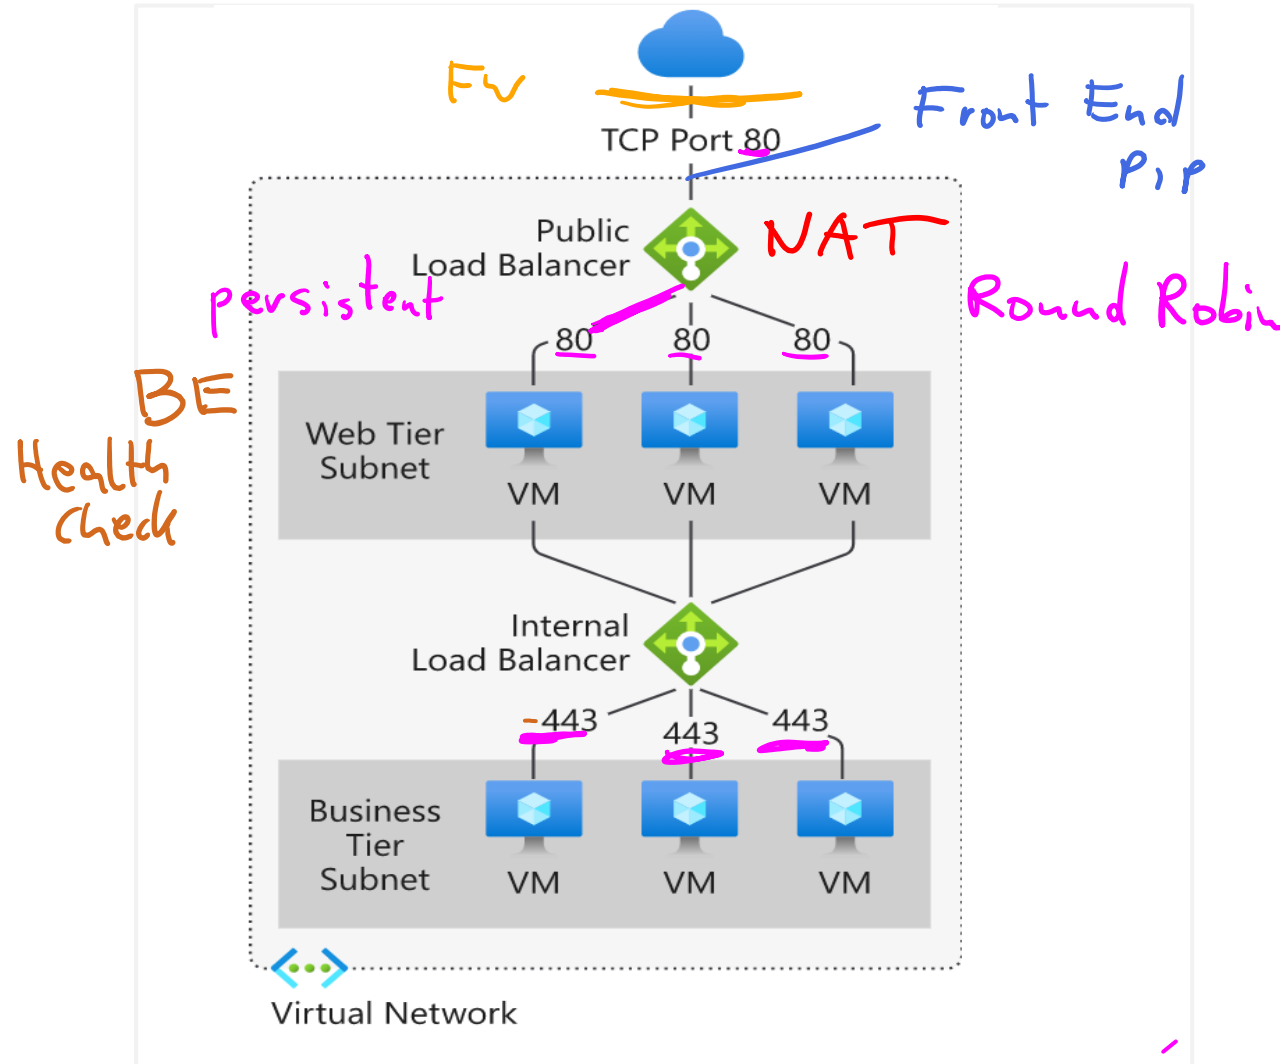 FW
TCP Port 80
Front End
PiP
Public
Load Balancer
NAT
persistent
Round Robin
80 80 80
BE
Health
Check
Web Tier
Subnet
VM VM VM
Internal
Load Balancer
-443 443 443
Business
Tier
Subnet
VM VM VM
Virtual Network